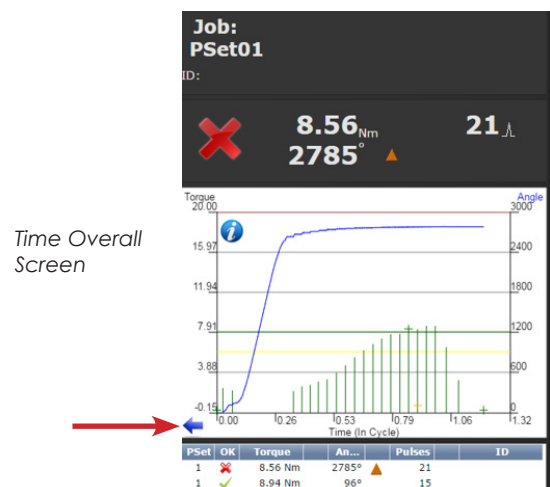 Job:
PSet01
ID:
8.56Nm 21
2785°
Torque Angle
20.00 3000
15.97 2400
Time Overall
Screen
11.94 1800
7.91 1200
3.88 600
-0.15 0
0.00 0.26 0.53 0.79 1.06 1.32
Time (In Cycle)
PSet OK Torque An... Pulses ID
1 8.56 Nm 2785° 21
1 8.94 Nm 96° 15